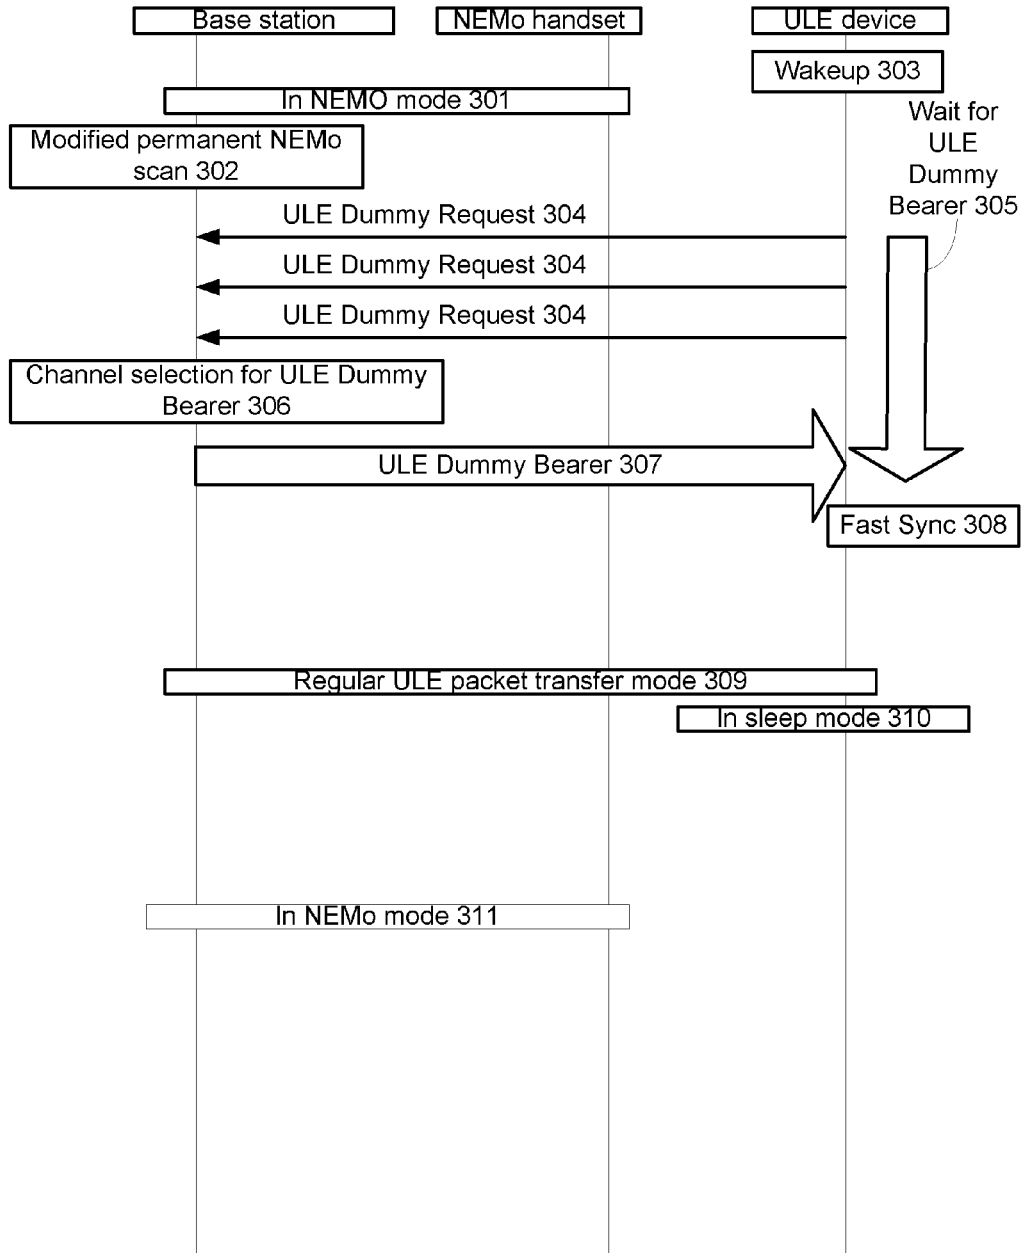 Base station
NEMo handset
ULE device
Wakeup 303
In NEMO mode 301
Wait for
ULE
Dummy
Bearer 305
Modified permanent NEMo
scan 302
ULE Dummy Request 304
ULE Dummy Request 304
ULE Dummy Request 304
Channel selection for ULE Dummy
Bearer 306
ULE Dummy Bearer 307
Fast Sync 308
Regular ULE packet transfer mode 309
In sleep mode 310
In NEMo mode 311